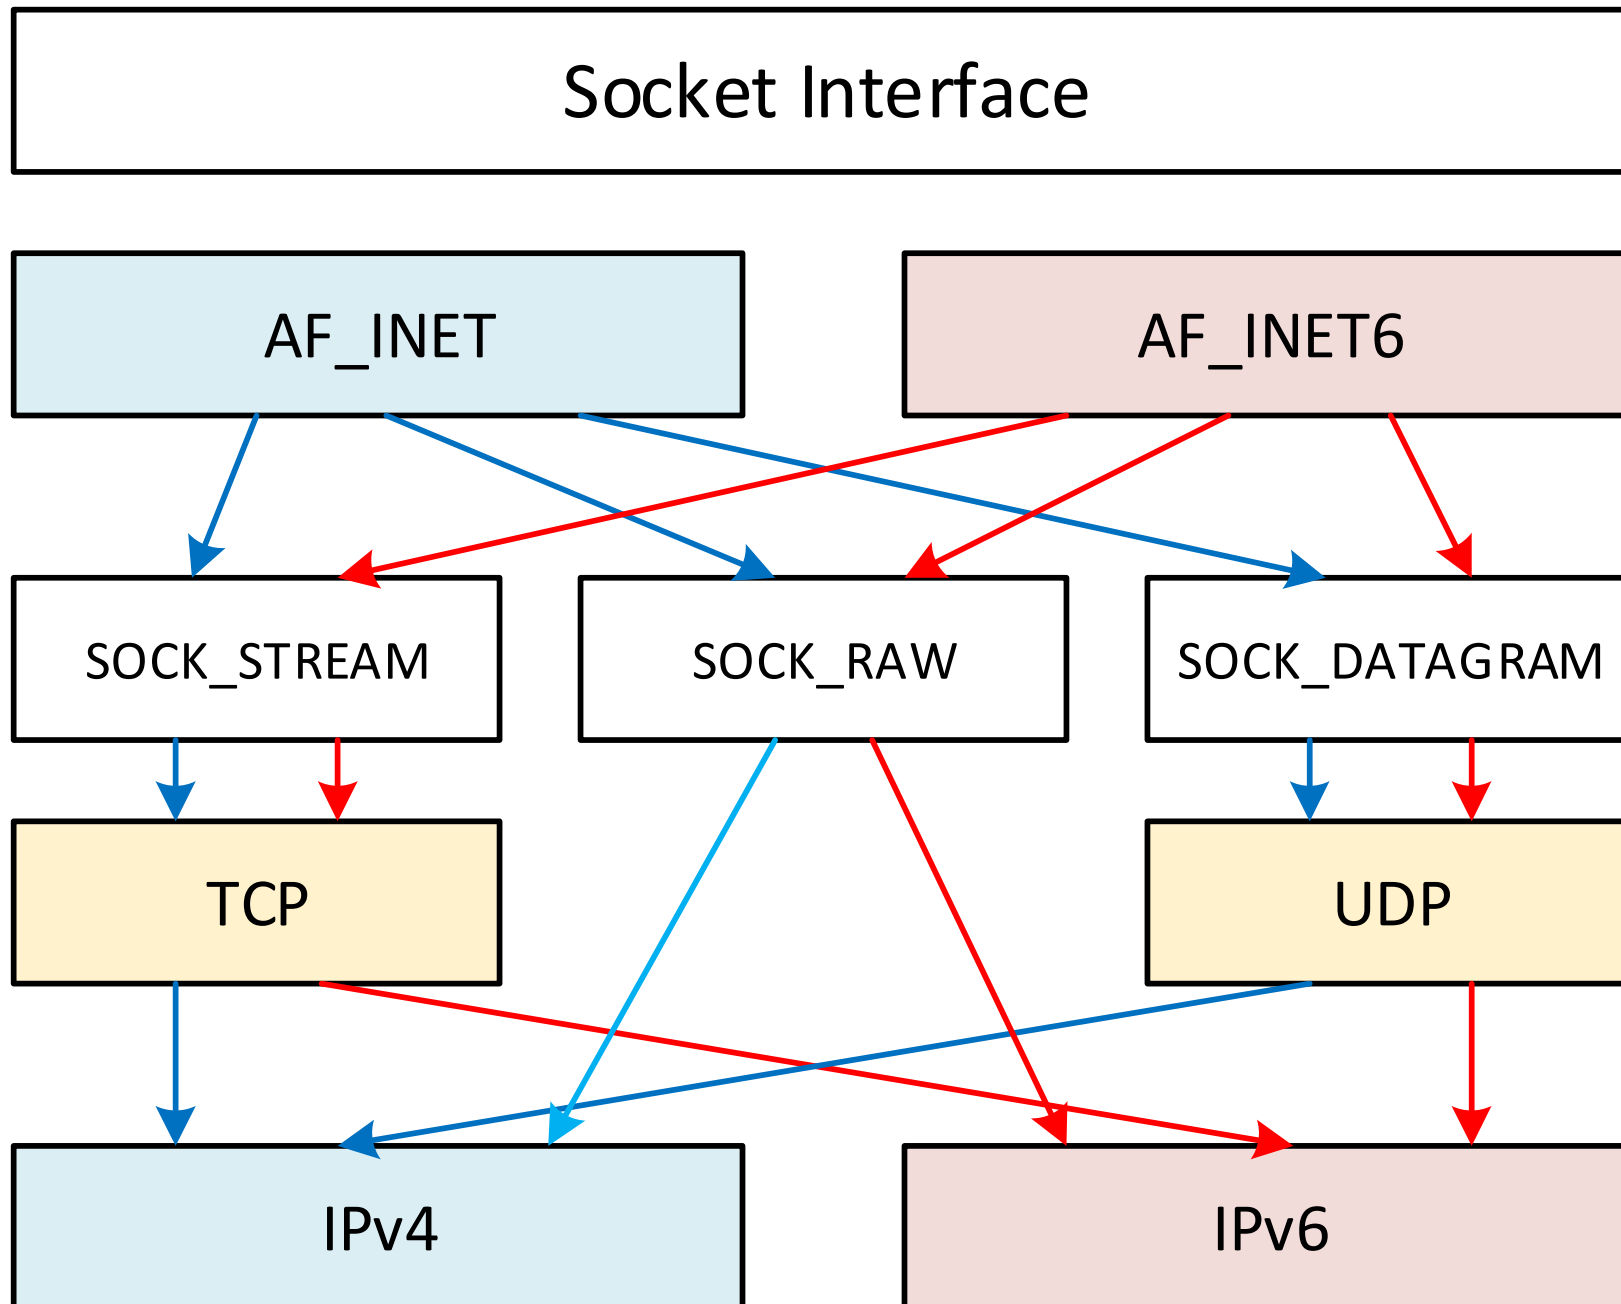 Socket Interface
AF_INET
AF_INET6
SOCK_STREAM
SOCK_RAW
SOCK_DATAGRAM
TCP
UDP
IPv4
IPv6